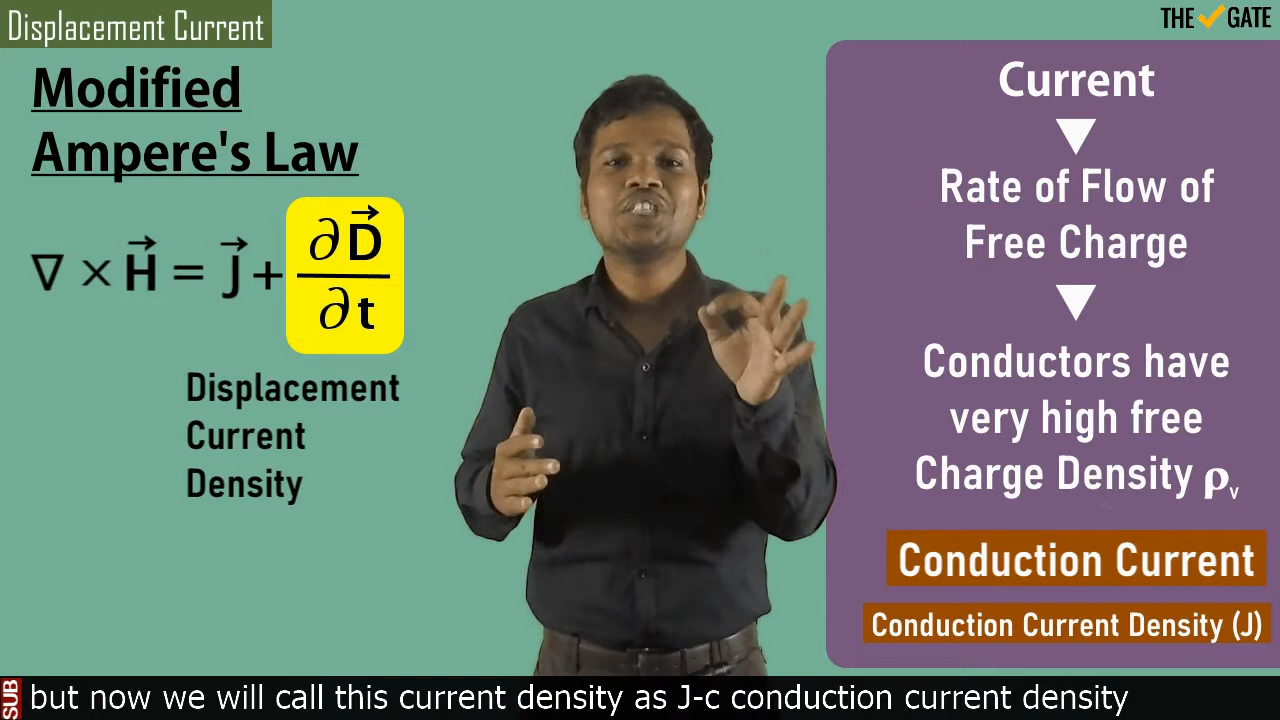 Displacement Current
THE GATE
Modified
Ampere's Law
∇ × H⃗ = J⃗ + ∂D⃗/∂t
Displacement
Current
Density
Current
Rate of Flow of
Free Charge
Conductors have
very high free
Charge Density ρv
Conduction Current
Conduction Current Density (J)
SUB
but now we will call this current density as J-c conduction current density